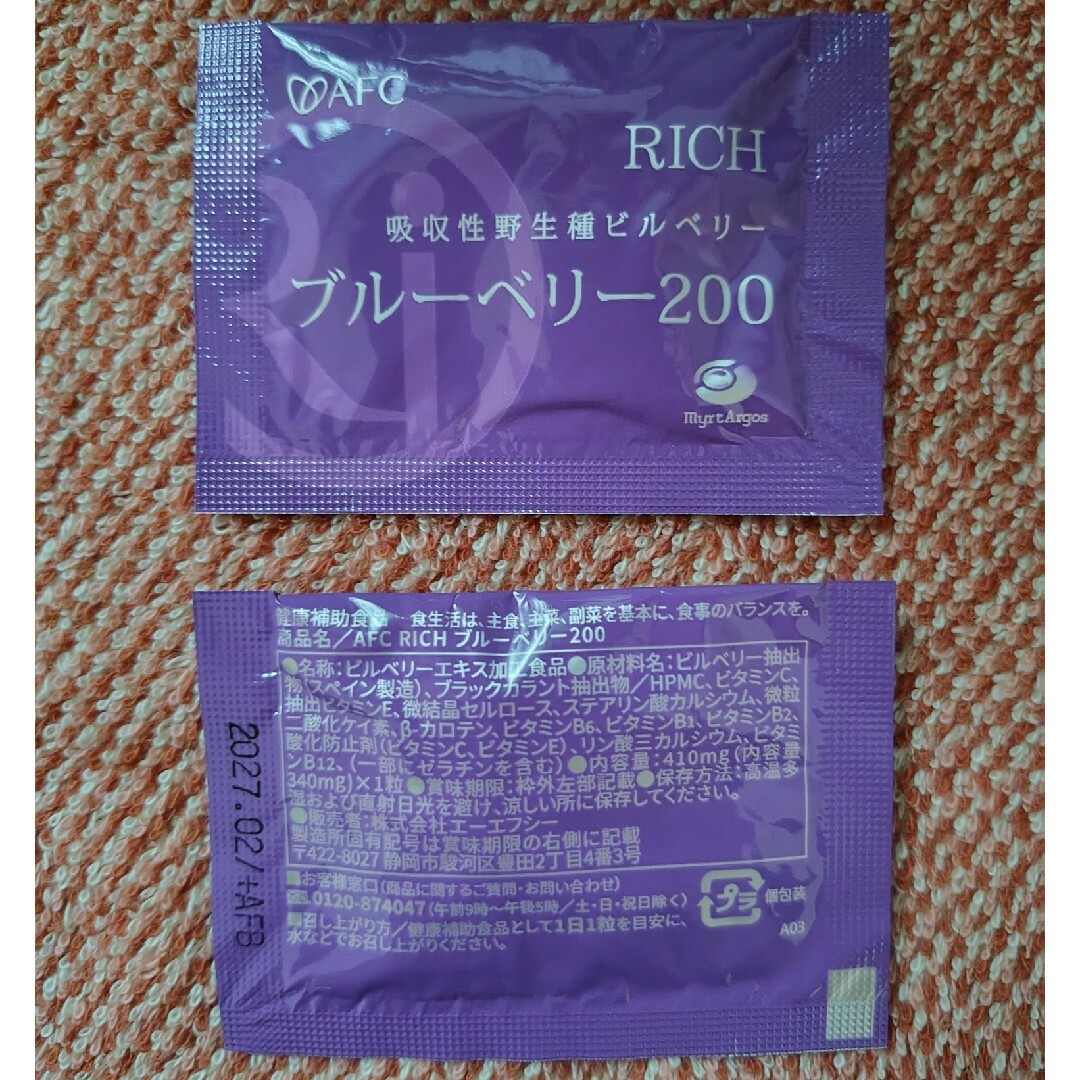 AFC
RICH
吸収性野生種ビルベリー
ブルーベリー200
MyrtArgos
健康補助食品 食生活は、主食、主菜、副菜を基本に、食事のバランスを。
商品名／AFC RICH ブルーベリー200
●名称：ビルベリーエキス加工食品●原材料名：ビルベリー抽出
物（スペイン製造）、ブラックカラント抽出物／HPMC、ビタミンC、
抽出ビタミンE、微結晶セルロース、ステアリン酸カルシウム、微粒
二酸化ケイ素、β-カロテン、ビタミンB6、ビタミンB1、ビタミンB2、
酸化防止剤（ビタミンC、ビタミンE）、リン酸三カルシウム、ビタミ
ンB12、（一部にゼラチンを含む）●内容量：410mg（内容量
340mg）×1粒●賞味期限：枠外左部記載●保存方法：高温多
湿および直射日光を避け、涼しい所に保存してください。
●販売者：株式会社エーエフシー
製造所固有記号は賞味期限の右側に記載
〒422-8027 静岡市駿河区豊田2丁目4番3号
■お客様窓口（商品に関するご質問・お問い合わせ）
0120-874047（午前9時〜午後5時／土・日・祝日除く）
■召し上がり方／健康補助食品として1日1粒を目安に、
水などでお召し上がりください。
プラ 個包装
A03
2027.02/+AFB